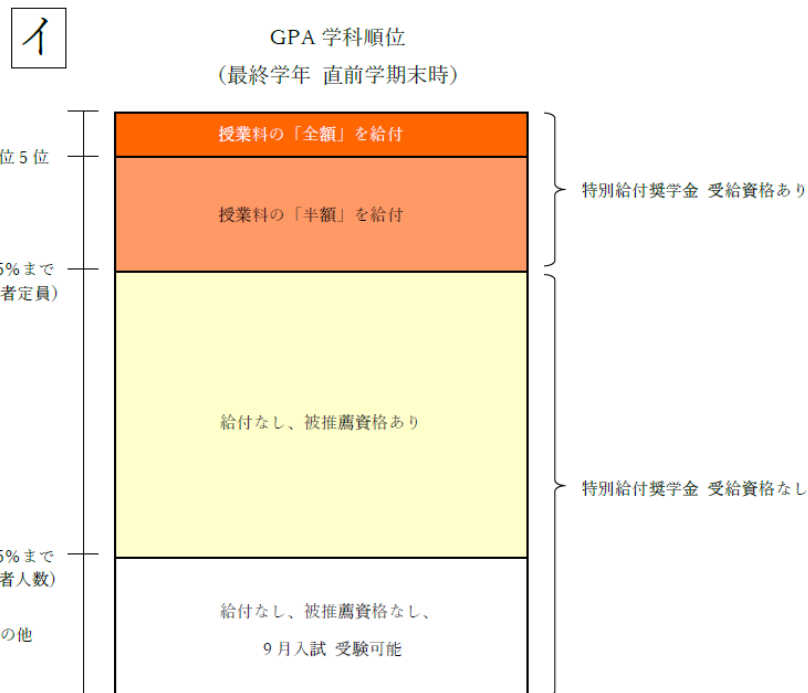 イ
GPA 学科順位
（最終学年 直前学期末時）
授業料の「全額」を給付
位 5 位
特別給付奨学金 受給資格あり
授業料の「半額」を給付
5%まで
者定員）
給付なし、被推薦資格あり
特別給付奨学金 受給資格なし
5%まで
者人数）
給付なし、被推薦資格なし、
の他
9 月入試 受験可能